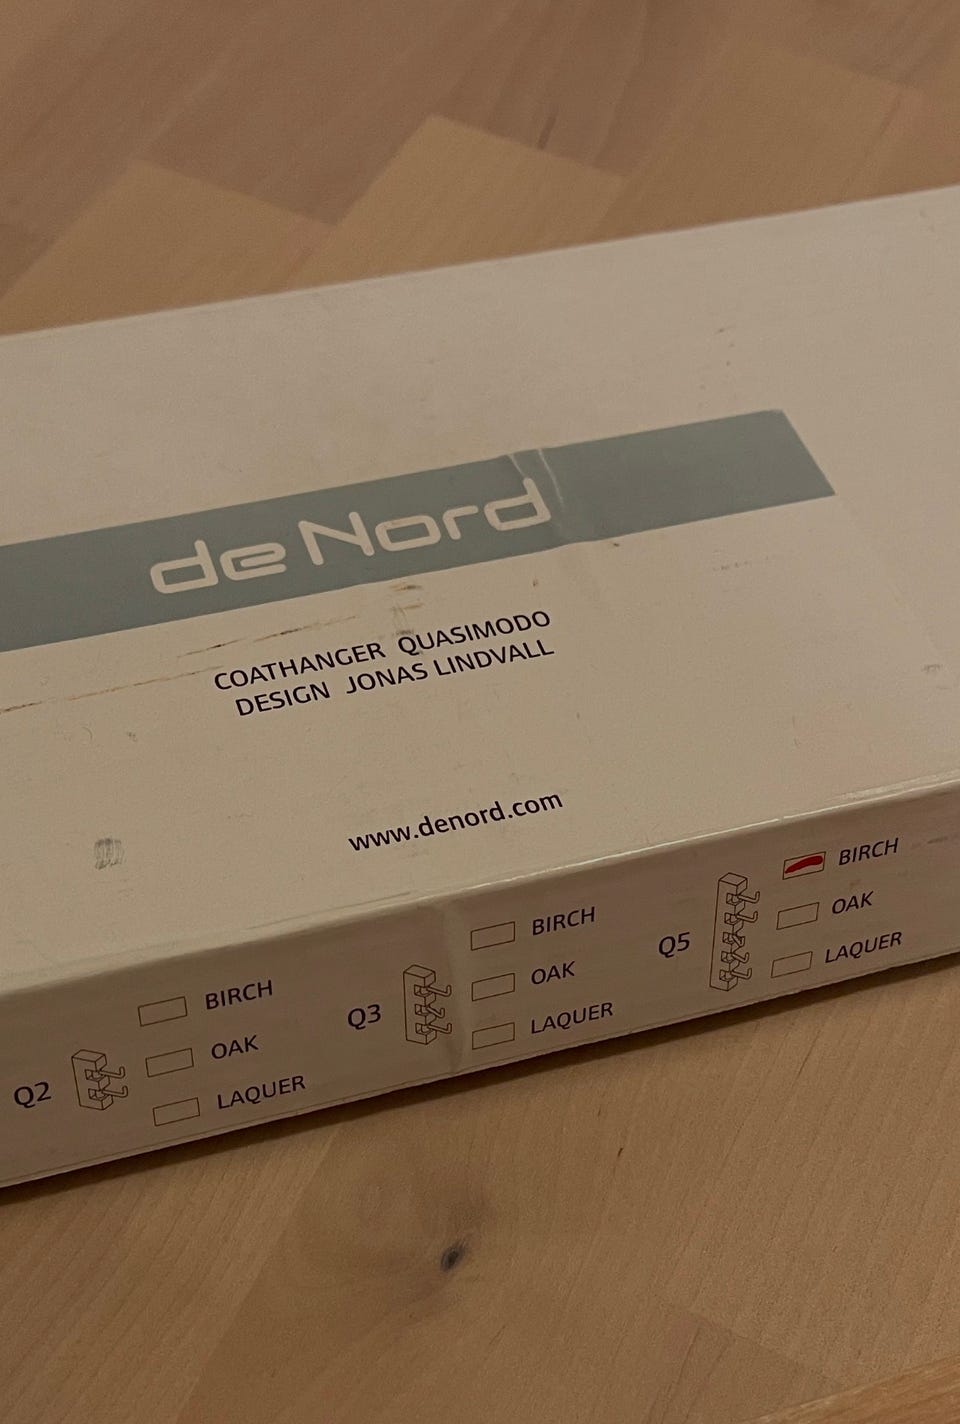 de Nord
COATHANGER QUASIMODO
DESIGN JONAS LINDVALL
www.denord.com
Q2
BIRCH
OAK
LAQUER
Q3
BIRCH
OAK
LAQUER
Q5
BIRCH
OAK
LAQUER